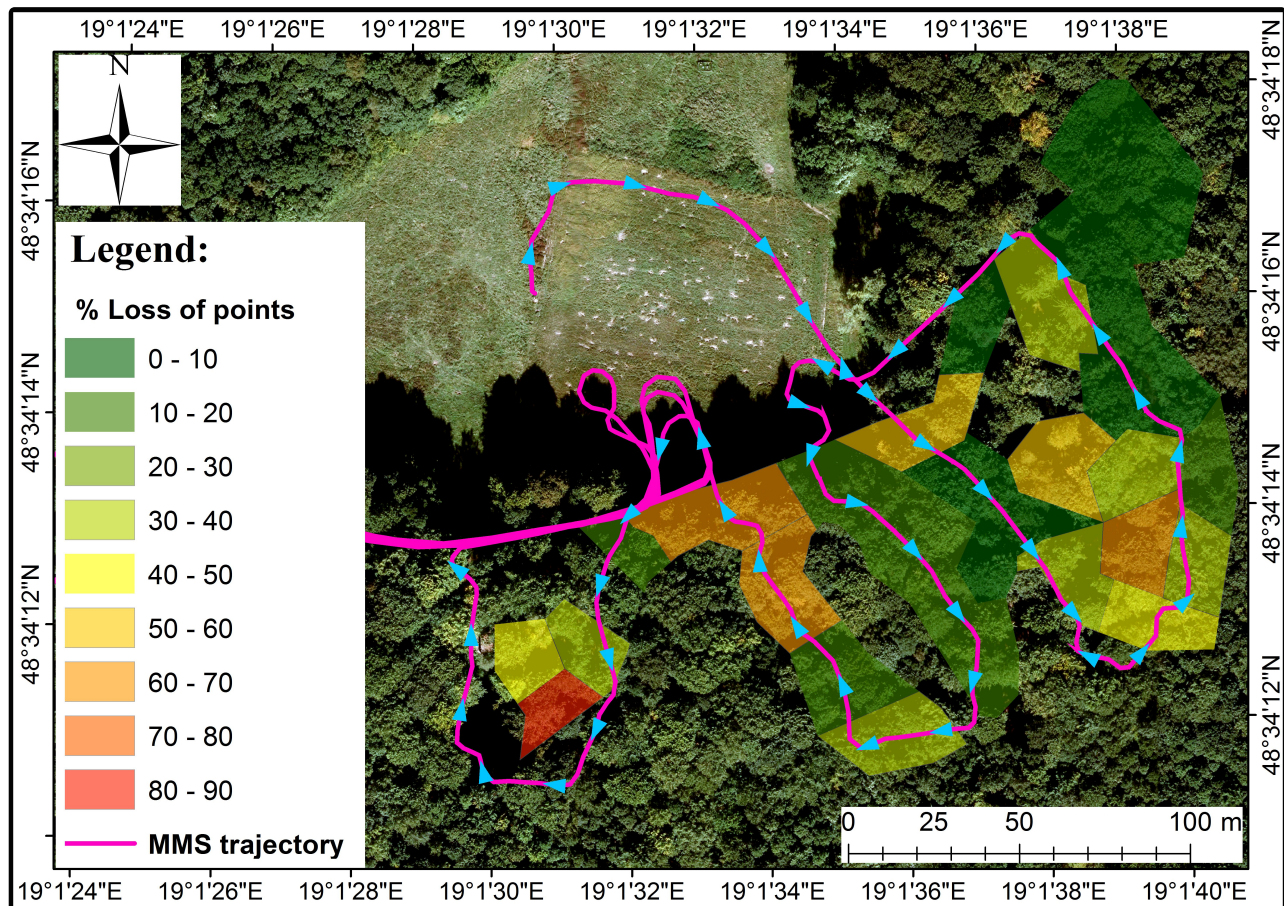 19°1'24"E 19°1'26"E 19°1'28"E 19°1'30"E 19°1'32"E 19°1'34"E 19°1'36"E 19°1'38"E
N
48°34'16"N
48°34'14"N
48°34'12"N
Legend:
% Loss of points
0 - 10
10 - 20
20 - 30
30 - 40
40 - 50
50 - 60
60 - 70
70 - 80
80 - 90
MMS trajectory
48°34'18"N
48°34'16"N
48°34'14"N
48°34'12"N
0 25 50 100 m
19°1'24"E 19°1'26"E 19°1'28"E 19°1'30"E 19°1'32"E 19°1'34"E 19°1'36"E 19°1'38"E 19°1'40"E